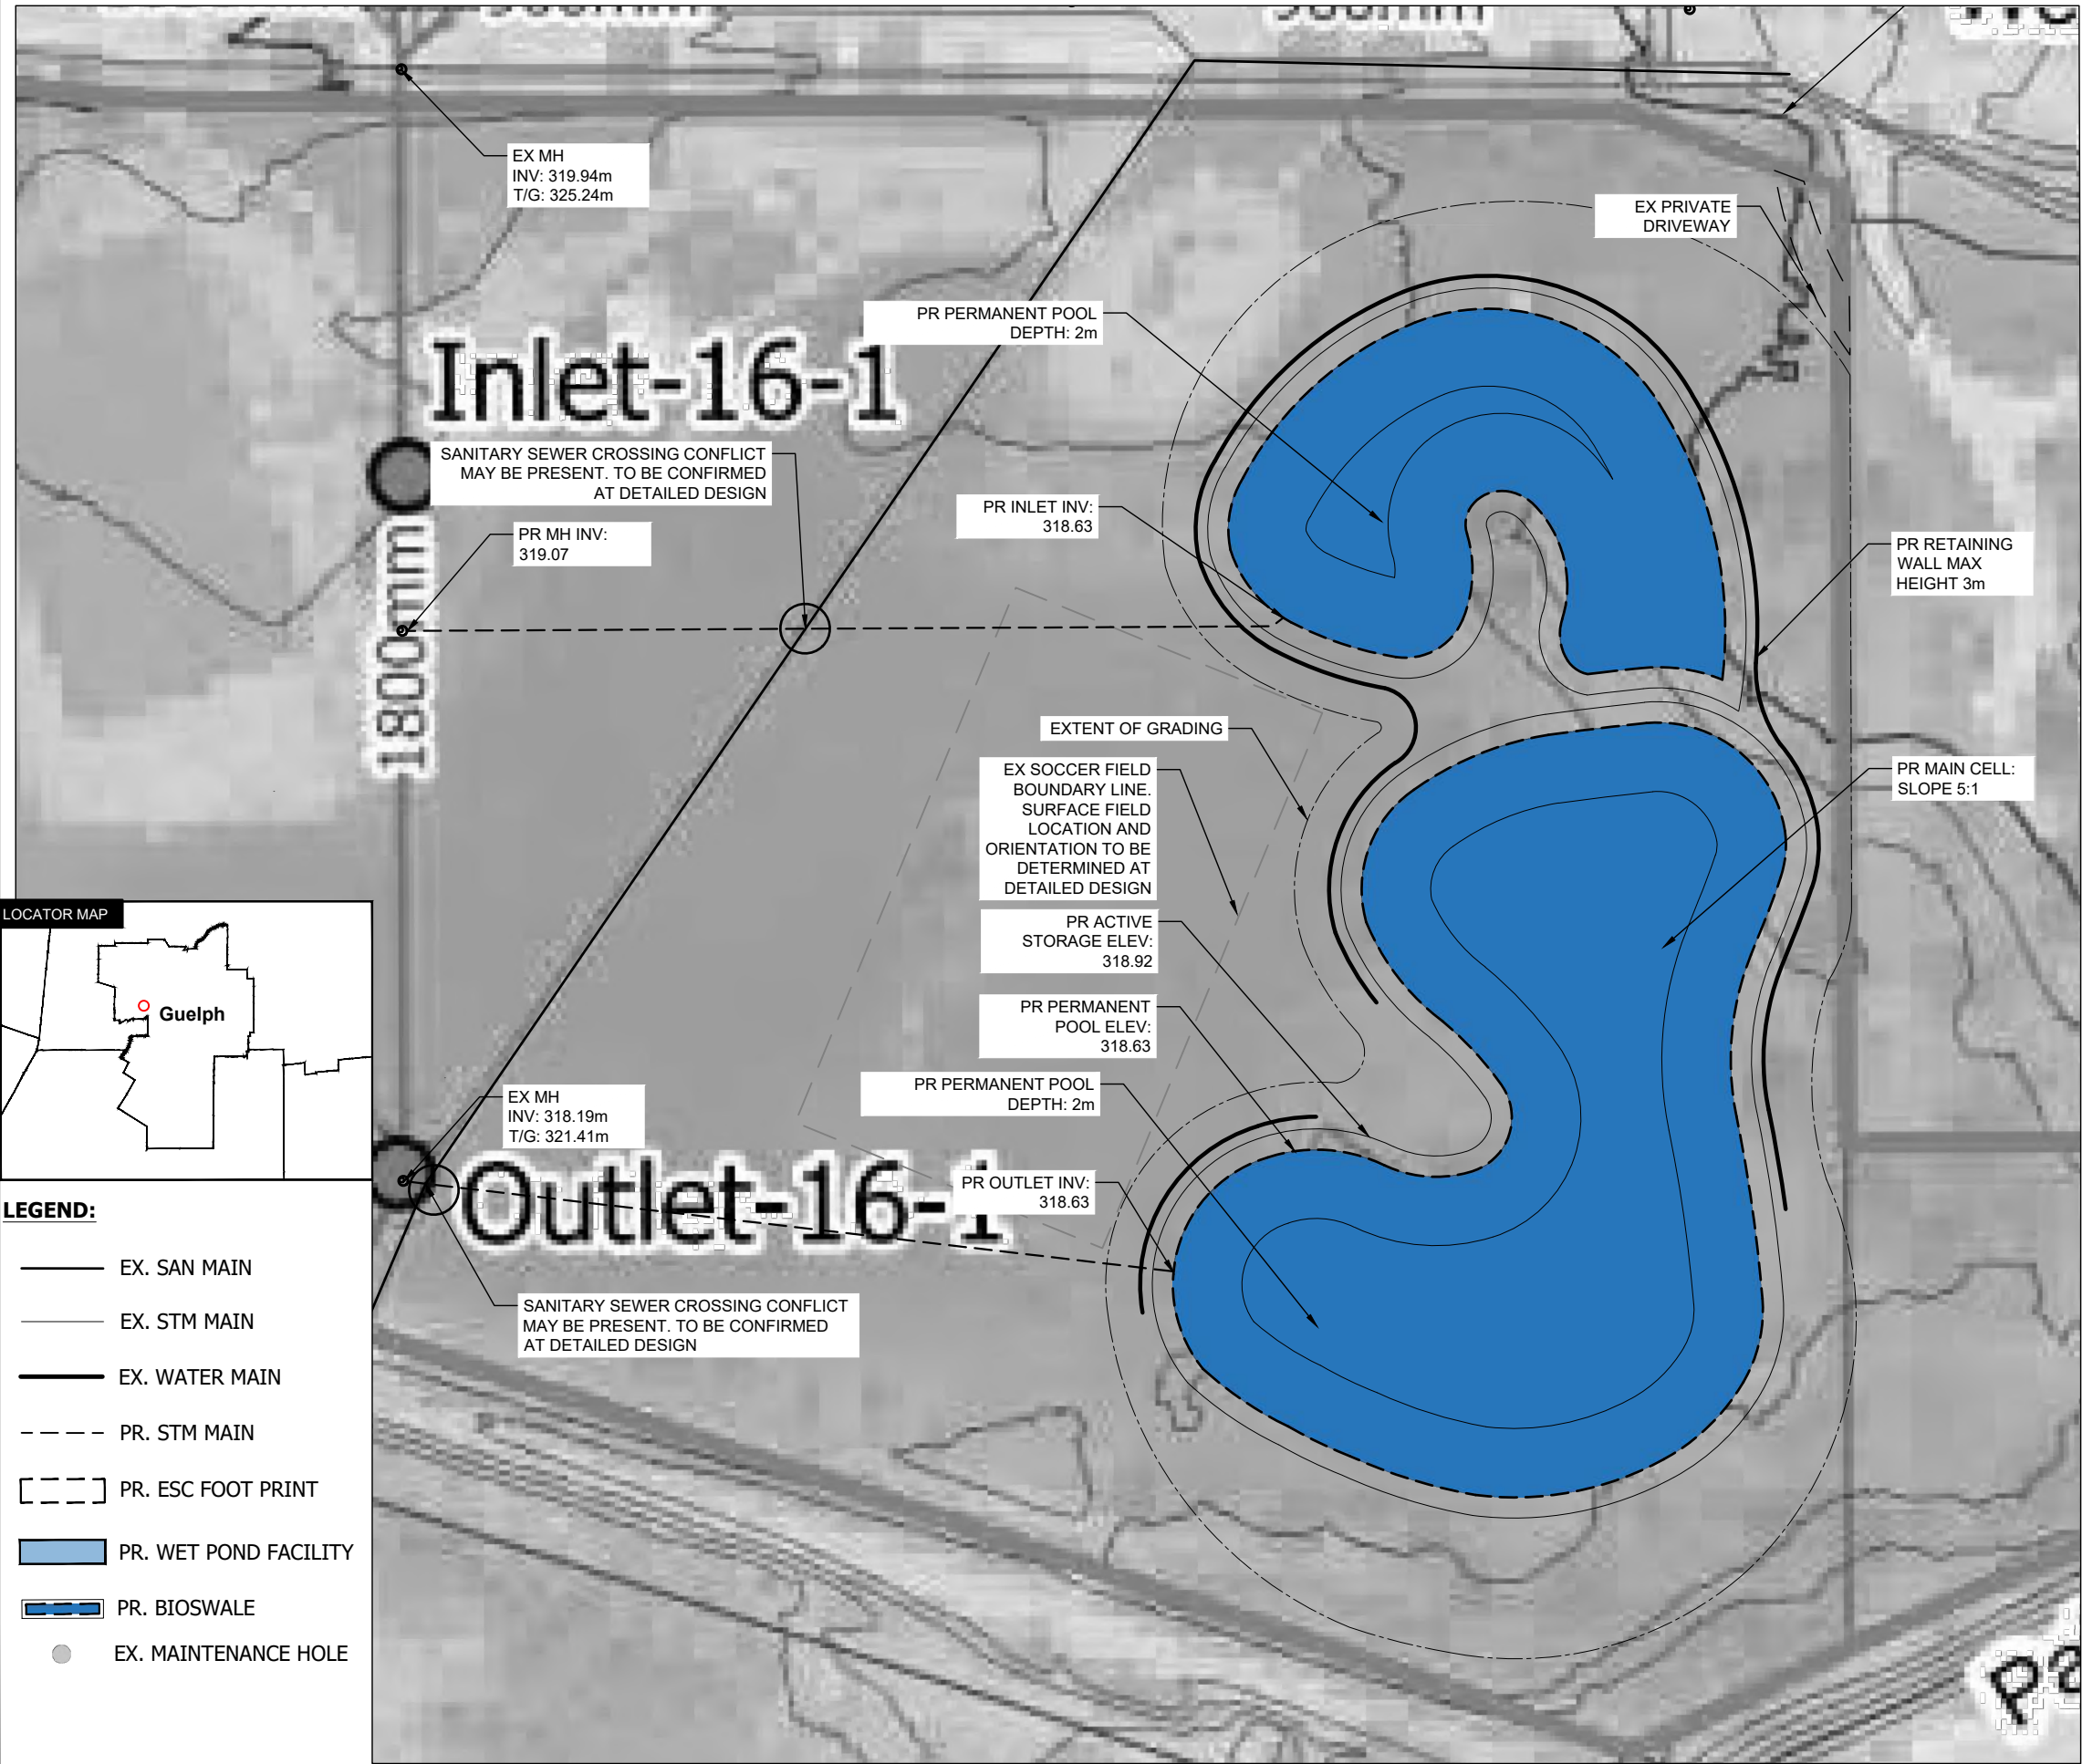 EX MH
INV: 319.94m
T/G: 325.24m
EX PRIVATE
DRIVEWAY
PR PERMANENT POOL
DEPTH: 2m
Inlet-16-1
SANITARY SEWER CROSSING CONFLICT
MAY BE PRESENT. TO BE CONFIRMED
AT DETAILED DESIGN
PR INLET INV:
318.63
PR MH INV:
319.07
1800mm
PR RETAINING
WALL MAX
HEIGHT 3m
EXTENT OF GRADING
EX SOCCER FIELD
BOUNDARY LINE.
SURFACE FIELD
LOCATION AND
ORIENTATION TO BE
DETERMINED AT
DETAILED DESIGN
PR MAIN CELL:
SLOPE 5:1
PR ACTIVE
STORAGE ELEV:
318.92
PR PERMANENT
POOL ELEV:
318.63
PR PERMANENT POOL
DEPTH: 2m
EX MH
INV: 318.19m
T/G: 321.41m
Outlet-16-1
PR OUTLET INV:
318.63
SANITARY SEWER CROSSING CONFLICT
MAY BE PRESENT. TO BE CONFIRMED
AT DETAILED DESIGN
LOCATOR MAP
Guelph
LEGEND:
EX. SAN MAIN
EX. STM MAIN
EX. WATER MAIN
PR. STM MAIN
PR. ESC FOOT PRINT
PR. WET POND FACILITY
PR. BIOSWALE
EX. MAINTENANCE HOLE